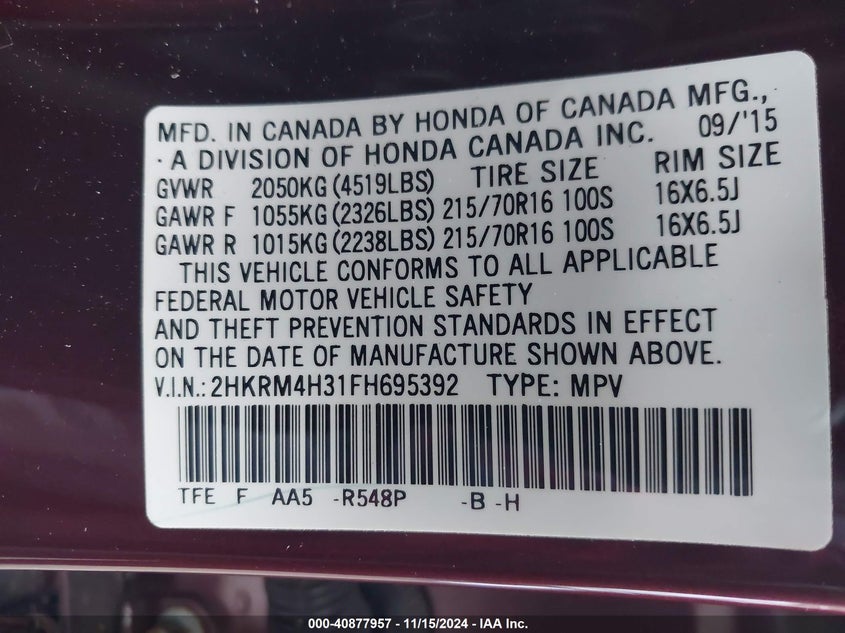 MFD. IN CANADA BY HONDA OF CANADA MFG.,
· A DIVISION OF HONDA CANADA INC. 09/'15
GVWR 2050KG (4519LBS) TIRE SIZE RIM SIZE
GAWR F 1055KG (2326LBS) 215/70R16 100S 16X6.5J
GAWR R 1015KG (2238LBS) 215/70R16 100S 16X6.5J
THIS VEHICLE CONFORMS TO ALL APPLICABLE
FEDERAL MOTOR VEHICLE SAFETY
AND THEFT PREVENTION STANDARDS IN EFFECT
ON THE DATE OF MANUFACTURE SHOWN ABOVE.
V.I.N.: 2HKRM4H31FH695392 TYPE: MPV
TFE F AA5 -R548P -B -H
000-40877957 - 11/15/2024 - IAA Inc.